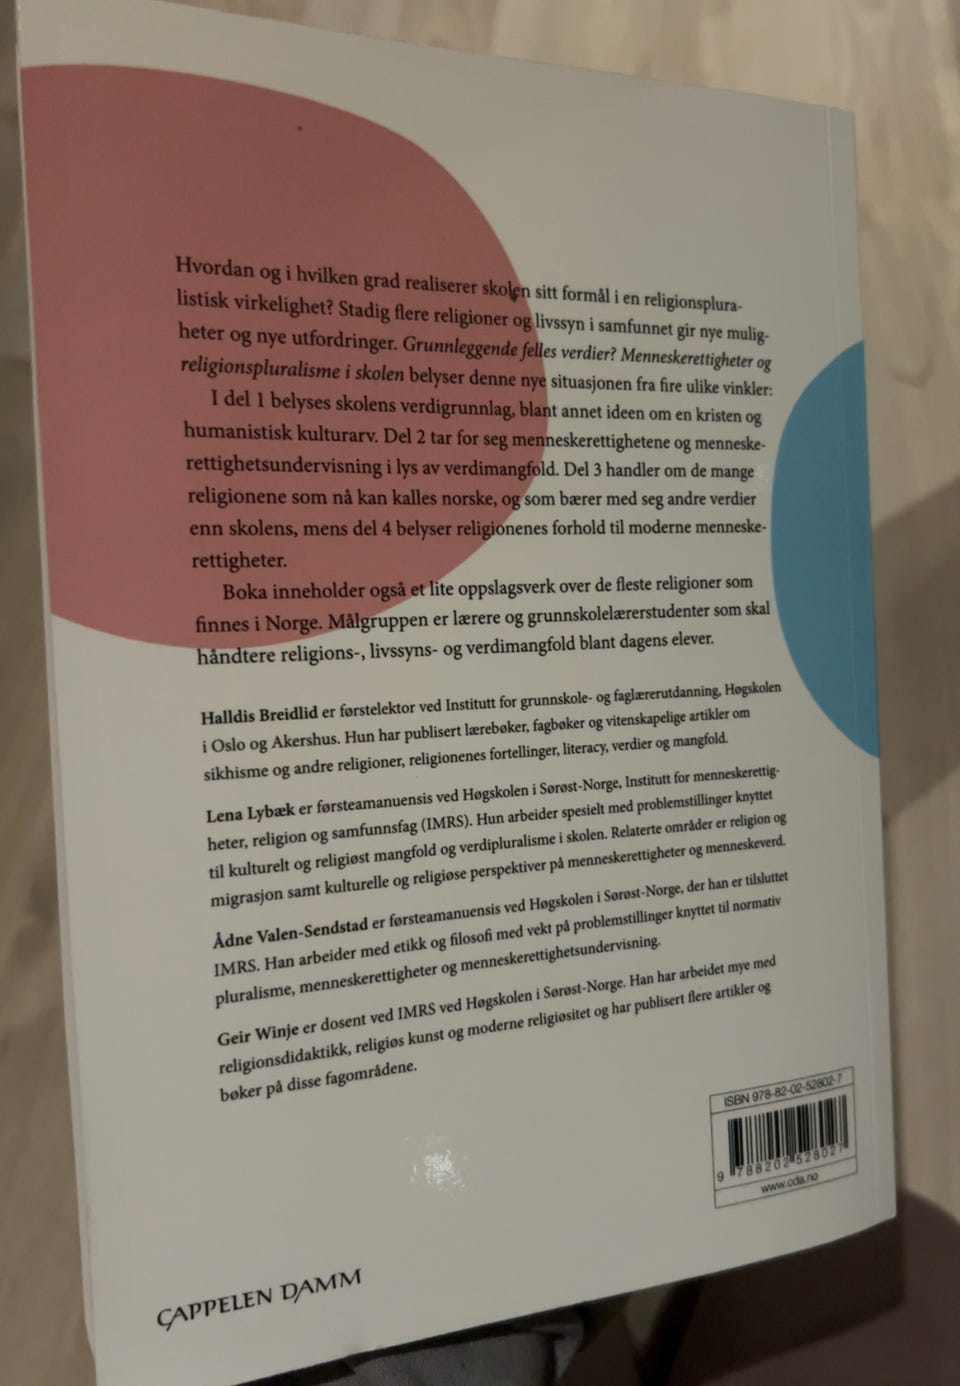 Hvordan og i hvilken grad realiserer skolen sitt formål i en religionsplura-
listisk virkelighet? Stadig flere religioner og livssyn i samfunnet gir nye mulig-
heter og nye utfordringer. Grunnleggende felles verdier? Menneskerettigheter og
religionspluralisme i skolen belyser denne nye situasjonen fra fire ulike vinkler:
I del 1 belyses skolens verdigrunnlag, blant annet ideen om en kristen og
humanistisk kulturarv. Del 2 tar for seg menneskerettighetene og menneske-
rettighetsundervisning i lys av verdimangfold. Del 3 handler om de mange
religionene som nå kan kalles norske, og som bærer med seg andre verdier
enn skolens, mens del 4 belyser religionenes forhold til moderne menneske-
rettigheter.
Boka inneholder også et lite oppslagsverk over de fleste religioner som
finnes i Norge. Målgruppen er lærere og grunnskolelærerstudenter som skal
håndtere religions-, livssyns- og verdimangfold blant dagens elever.
Halldis Breidlid er førstelektor ved Institutt for grunnskole- og faglærerutdanning, Høgskolen
i Oslo og Akershus. Hun har publisert lærebøker, fagbøker og vitenskapelige artikler om
sikhisme og andre religioner, religionenes fortellinger, literacy, verdier og mangfold.
Lena Lybæk er førsteamanuensis ved Høgskolen i Sørøst-Norge, Institutt for menneskerettig-
heter, religion og samfunnsfag (IMRS). Hun arbeider spesielt med problemstillinger knyttet
til kulturelt og religiøst mangfold og verdipluralisme i skolen. Relaterte områder er religion og
migrasjon samt kulturelle og religiøse perspektiver på menneskerettigheter og menneskeverd.
Ådne Valen-Sendstad er førsteamanuensis ved Høgskolen i Sørøst-Norge, der han er tilsluttet
IMRS. Han arbeider med etikk og filosofi med vekt på problemstillinger knyttet til normativ
pluralisme, menneskerettigheter og menneskerettighetsundervisning.
Geir Winje er dosent ved IMRS ved Høgskolen i Sørøst-Norge. Han har arbeidet mye med
religionsdidaktikk, religiøs kunst og moderne religiøsitet og har publisert flere artikler og
bøker på disse fagområdene.
ISBN 978-82-02-52802-7
9 788202 528027
www.cda.no
CAPPELEN DAMM